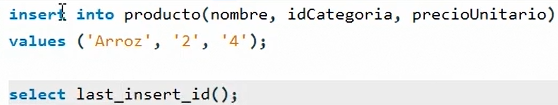 insert into producto(nombre, idCategoria, precioUnitario)
values ('Arroz', '2', '4');
select last_insert_id();